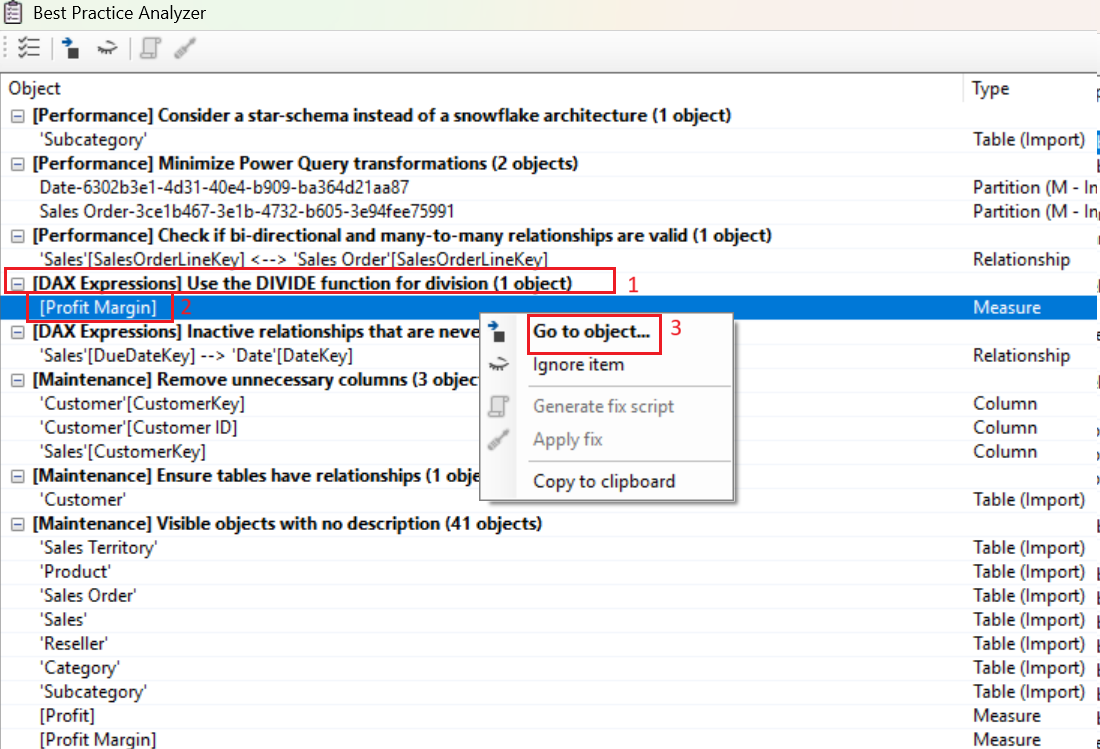 Best Practice Analyzer
Object Type
[Performance] Consider a star-schema instead of a snowflake architecture (1 object)
'Subcategory' Table (Import)
[Performance] Minimize Power Query transformations (2 objects)
Date-6302b3e1-4d31-40e4-b909-ba364d21aa87 Partition (M - In
Sales Order-3ce1b467-3e1b-4732-b605-3e94fee75991 Partition (M - In
[Performance] Check if bi-directional and many-to-many relationships are valid (1 object)
'Sales'[SalesOrderLineKey] <--> 'Sales Order'[SalesOrderLineKey] Relationship
[DAX Expressions] Use the DIVIDE function for division (1 object) 1
[Profit Margin] 2 Measure
[DAX Expressions] Inactive relationships that are neve
'Sales'[DueDateKey] --> 'Date'[DateKey] Relationship
[Maintenance] Remove unnecessary columns (3 objec
'Customer'[CustomerKey] Column
'Customer'[Customer ID] Column
'Sales'[CustomerKey] Column
[Maintenance] Ensure tables have relationships (1 obje
'Customer' Table (Import)
[Maintenance] Visible objects with no description (41 objects)
'Sales Territory' Table (Import)
'Product' Table (Import)
'Sales Order' Table (Import)
'Sales' Table (Import)
'Reseller' Table (Import)
'Category' Table (Import)
'Subcategory' Table (Import)
[Profit] Measure
[Profit Margin] Measure
Go to object... 3
Ignore item
Generate fix script
Apply fix
Copy to clipboard